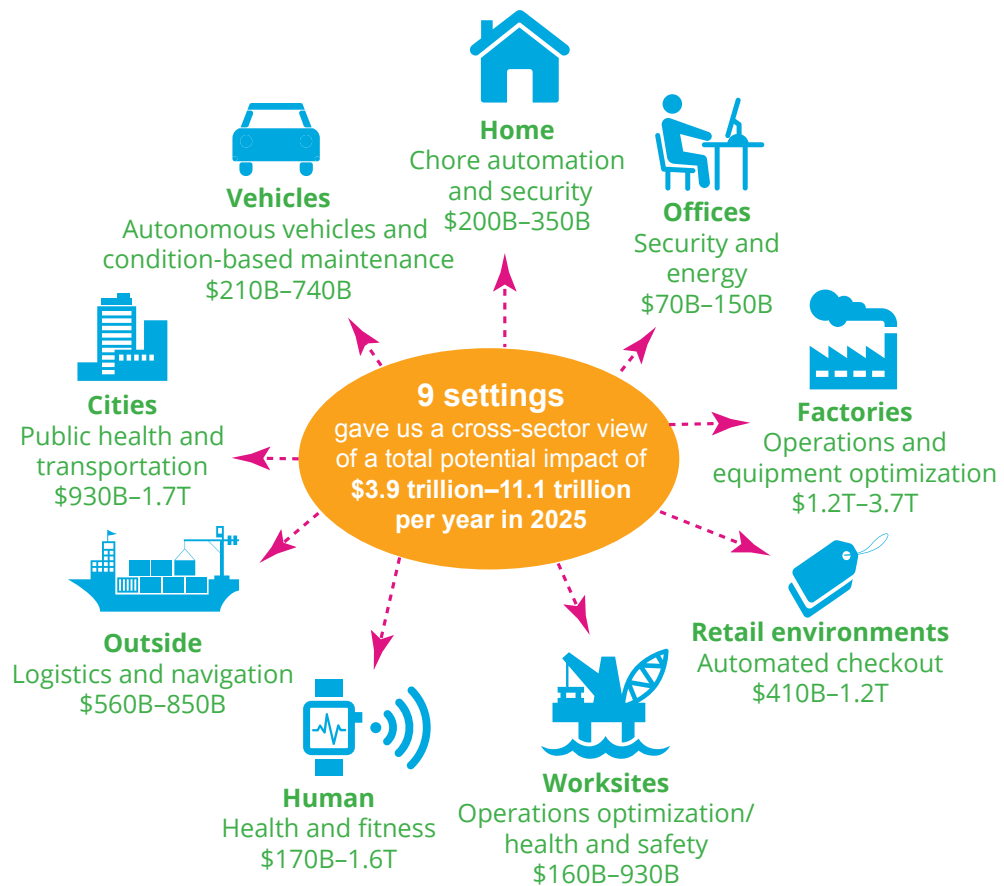 Home
Chore automation
and security
$200B–350B
Offices
Security and
energy
$70B–150B
Factories
Operations and
equipment optimization
$1.2T–3.7T
Retail environments
Automated checkout
$410B–1.2T
Worksites
Operations optimization/
health and safety
$160B–930B
Human
Health and fitness
$170B–1.6T
Outside
Logistics and navigation
$560B–850B
Cities
Public health and
transportation
$930B–1.7T
Vehicles
Autonomous vehicles and
condition-based maintenance
$210B–740B
9 settings
gave us a cross-sector view
of a total potential impact of
$3.9 trillion–11.1 trillion
per year in 2025